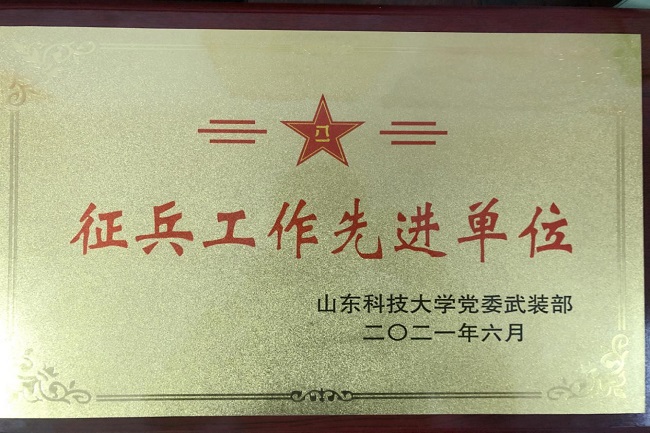 八一
征兵工作先进单位
山东科技大学党委武装部
二〇二一年六月